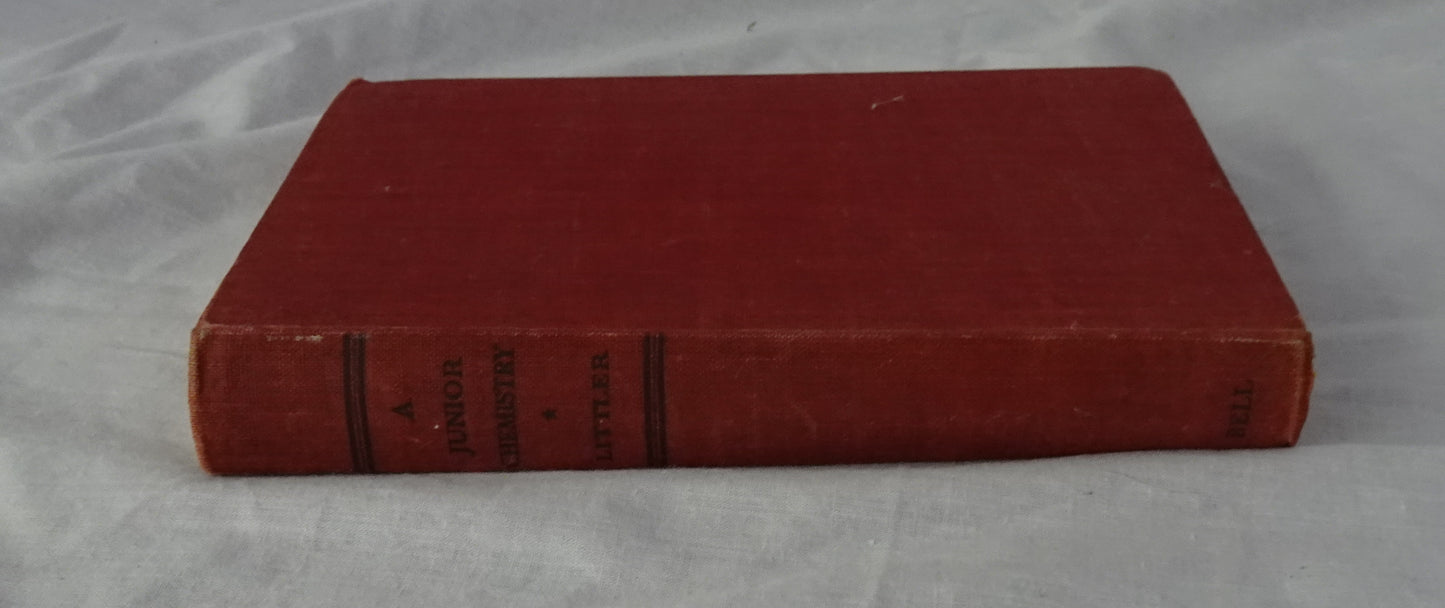 A
JUNIOR
CHEMISTRY
★
LITTLER
BELL